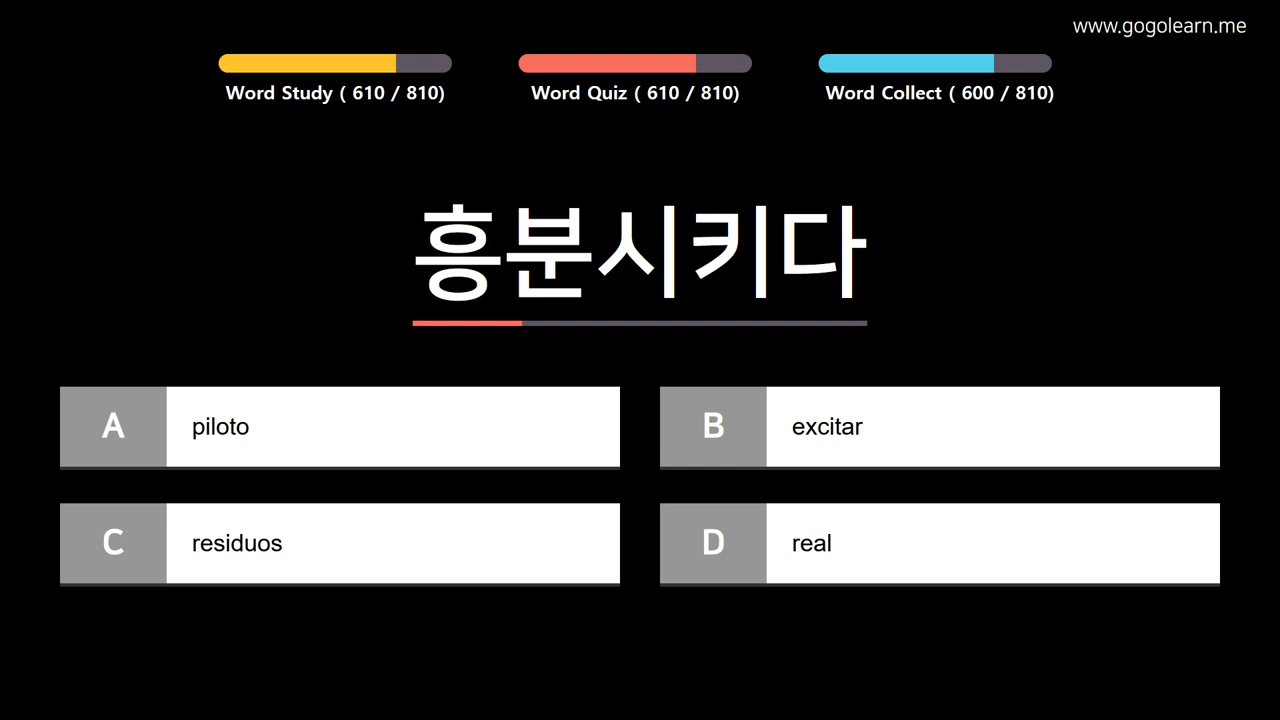 www.gogolearn.me
Word Study ( 610 / 810)
Word Quiz ( 610 / 810)
Word Collect ( 600 / 810)
흥분시키다
A piloto
B excitar
C residuos
D real